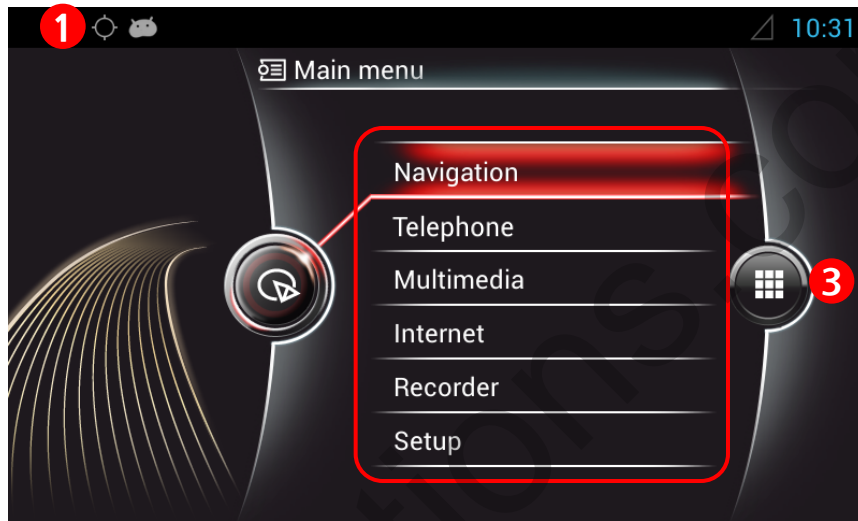 1
10:31
Main menu
Navigation
Telephone
Multimedia
3
Internet
Recorder
Setup